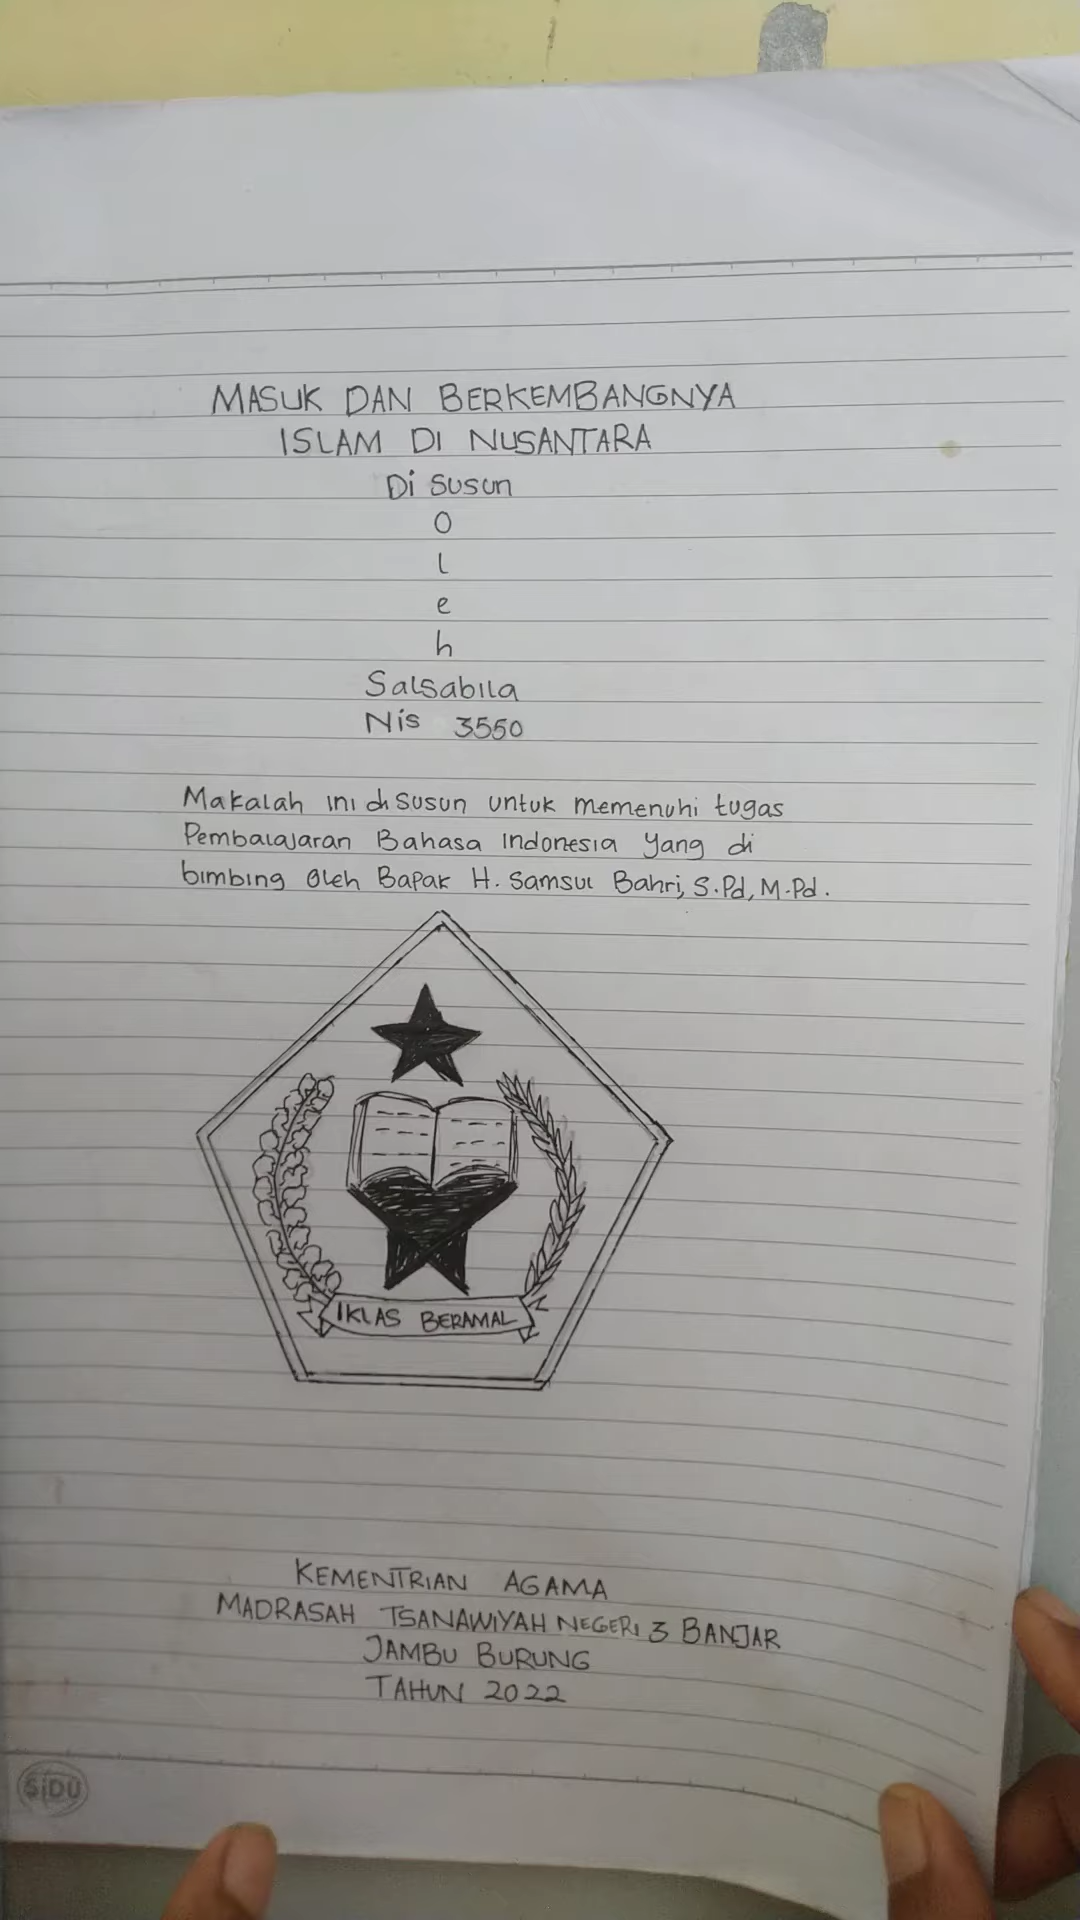 MASUK DAN BERKEMBANGNYA
ISLAM DI NUSANTARA
Di susun
O
l
e
h
Salsabila
Nis 3550
Makalah ini di susun untuk memenuhi tugas
Pembalajaran Bahasa Indonesia yang di
bimbing oleh Bapak H. Samsul Bahri, S.Pd, M.Pd.
IKLAS BERAMAL
KEMENTRIAN AGAMA
MADRASAH TSANAWIYAH NEGERI 3 BANJAR
JAMBU BURUNG
TAHUN 2022
SiDU